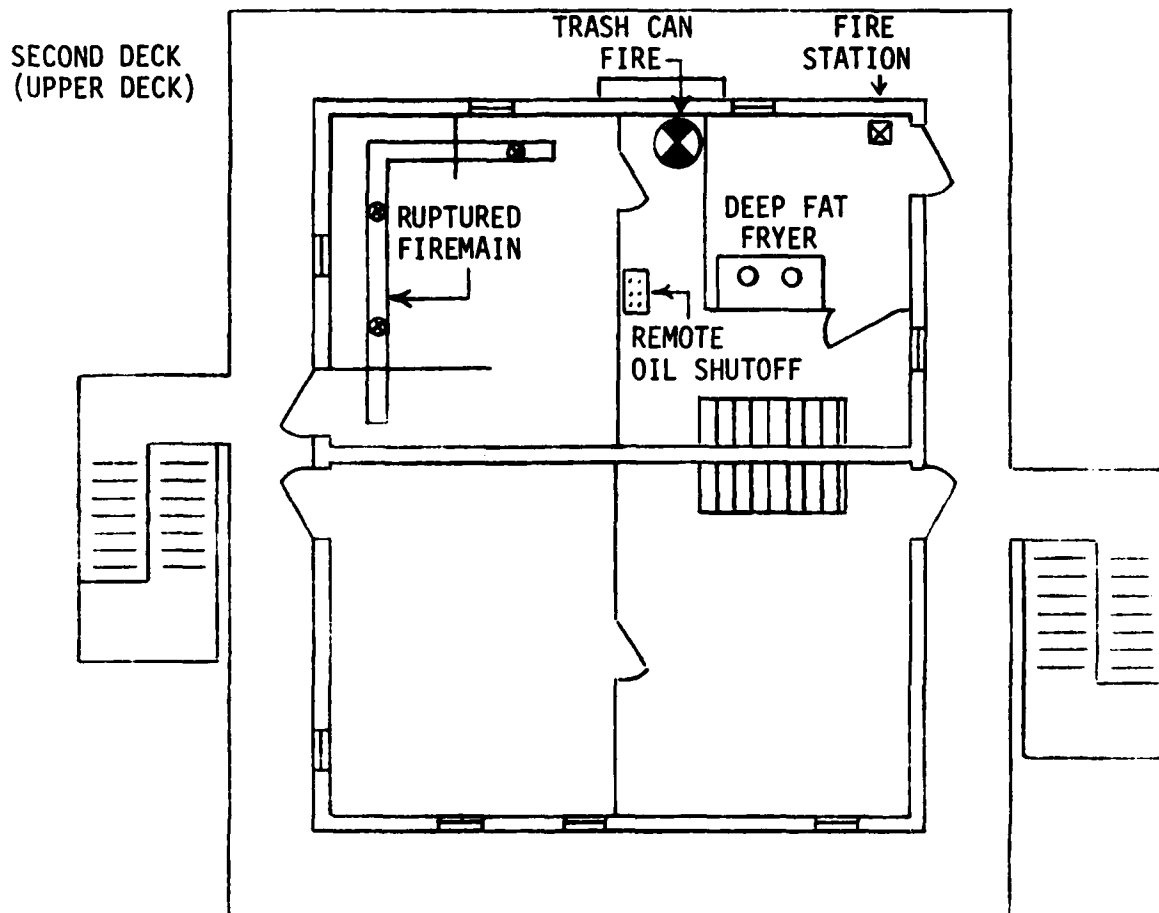 SECOND DECK
(UPPER DECK)
TRASH CAN
FIRE
FIRE
STATION
RUPTURED
FIREMAIN
DEEP FAT
FRYER
REMOTE
OIL SHUTOFF